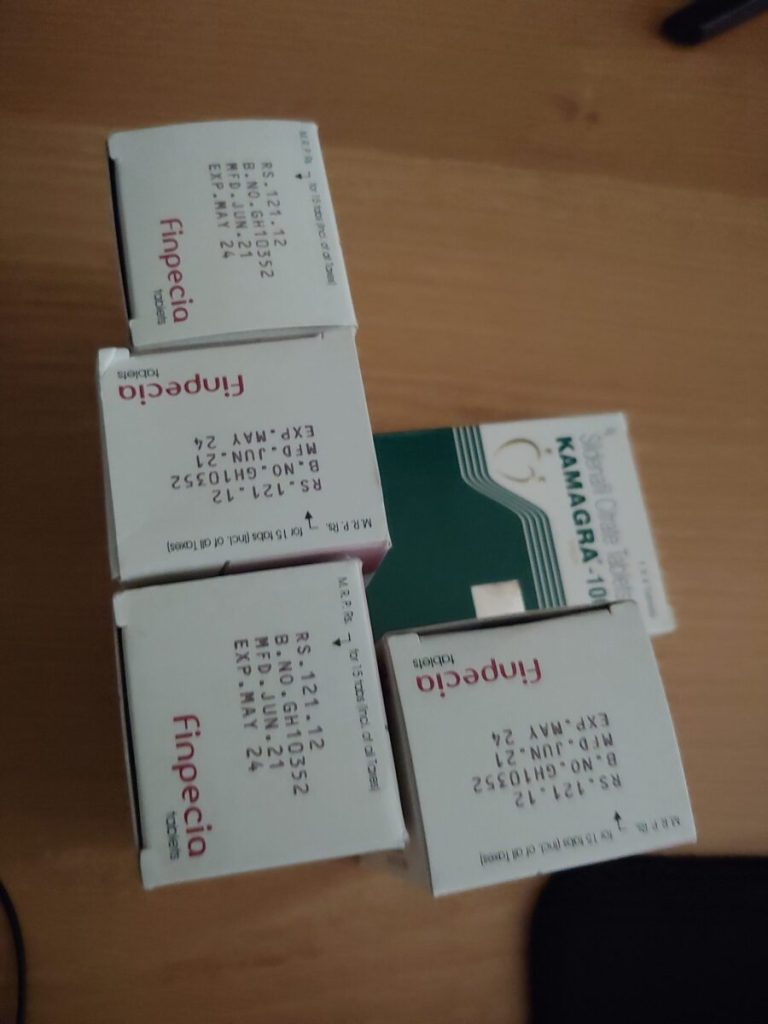 M.R.P. Rs. for 15 tabs (Incl. of all Taxes)
RS.121.12
B.NO.GH10352
MFD.JUN.21
EXP.MAY 24
Finpecia
tablets
M.R.P. Rs. for 15 tabs (Incl. of all Taxes)
RS.121.12
B.NO.GH10352
MFD.JUN.21
EXP.MAY 24
Finpecia
tablets
Sildenafil Citrate Tablets
KAMAGRA®-100
M.R.P. Rs. for 15 tabs (Incl. of all Taxes)
RS.121.12
B.NO.GH10352
MFD.JUN.21
EXP.MAY 24
Finpecia
tablets
M.R.P. Rs. for 15 tabs (Incl. of all Taxes)
RS.121.12
B.NO.GH10352
MFD.JUN.21
EXP.MAY 24
Finpecia
tablets